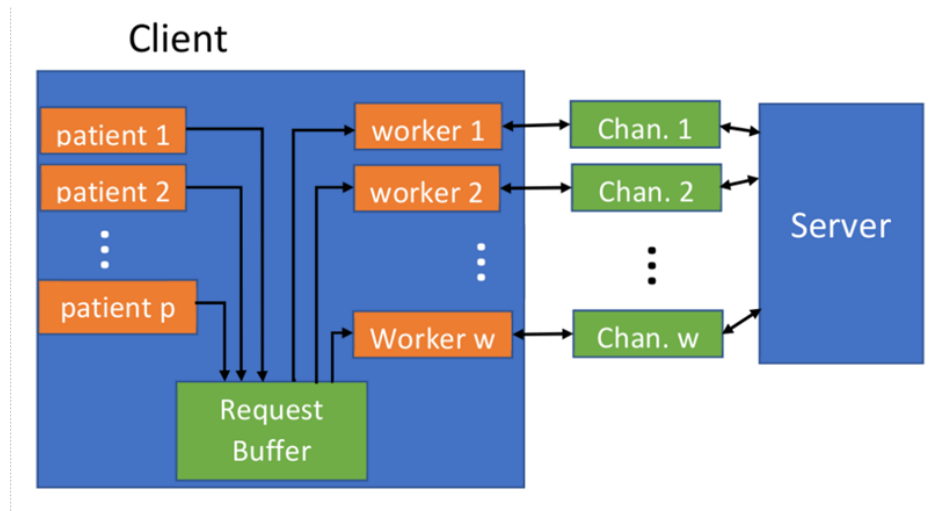 Client
patient 1
worker 1
Chan. 1
patient 2
worker 2
Chan. 2
Server
patient p
Worker w
Chan. w
Request
Buffer